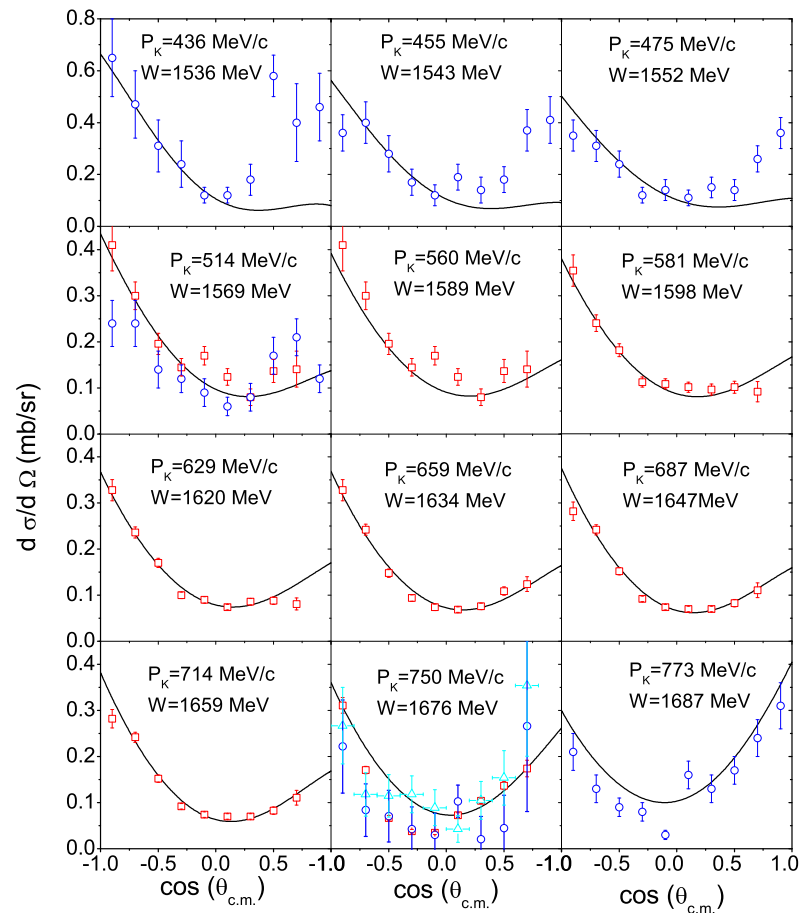 P_K=436 MeV/c
W=1536 MeV
P_K=455 MeV/c
W=1543 MeV
P_K=475 MeV/c
W=1552 MeV
0.6
0.4
0.2
0.0
P_K=514 MeV/c
W=1569 MeV
P_K=560 MeV/c
W=1589 MeV
P_K=581 MeV/c
W=1598 MeV
0.4
0.3
0.2
0.1
0.0
d σ/d Ω (mb/sr)
P_K=629 MeV/c
W=1620 MeV
P_K=659 MeV/c
W=1634 MeV
P_K=687 MeV/c
W=1647MeV
0.4
0.3
0.2
0.1
0.0
P_K=714 MeV/c
W=1659 MeV
P_K=750 MeV/c
W=1676 MeV
P_K=773 MeV/c
W=1687 MeV
0.4
0.3
0.2
0.1
0.0
-1.0 -0.5 0.0 0.5 -1.0 -0.5 0.0 0.5 -1.0 -0.5 0.0 0.5 1.0
cos (θ_c.m.) cos (θ_c.m.) cos (θ_c.m.)